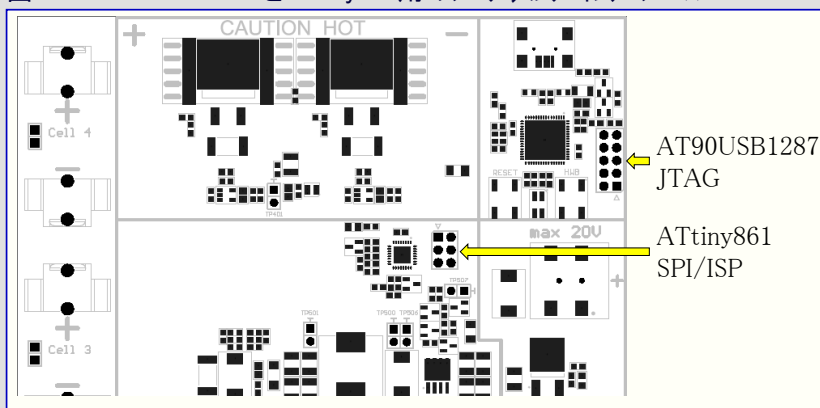 CAUTION HOT
Cell 4
Cell 3
RESET
HWB
TP401
max 20V
TP507
TP501
TP500
TP506
AT90USB1287
JTAG
ATtiny861
SPI/ISP